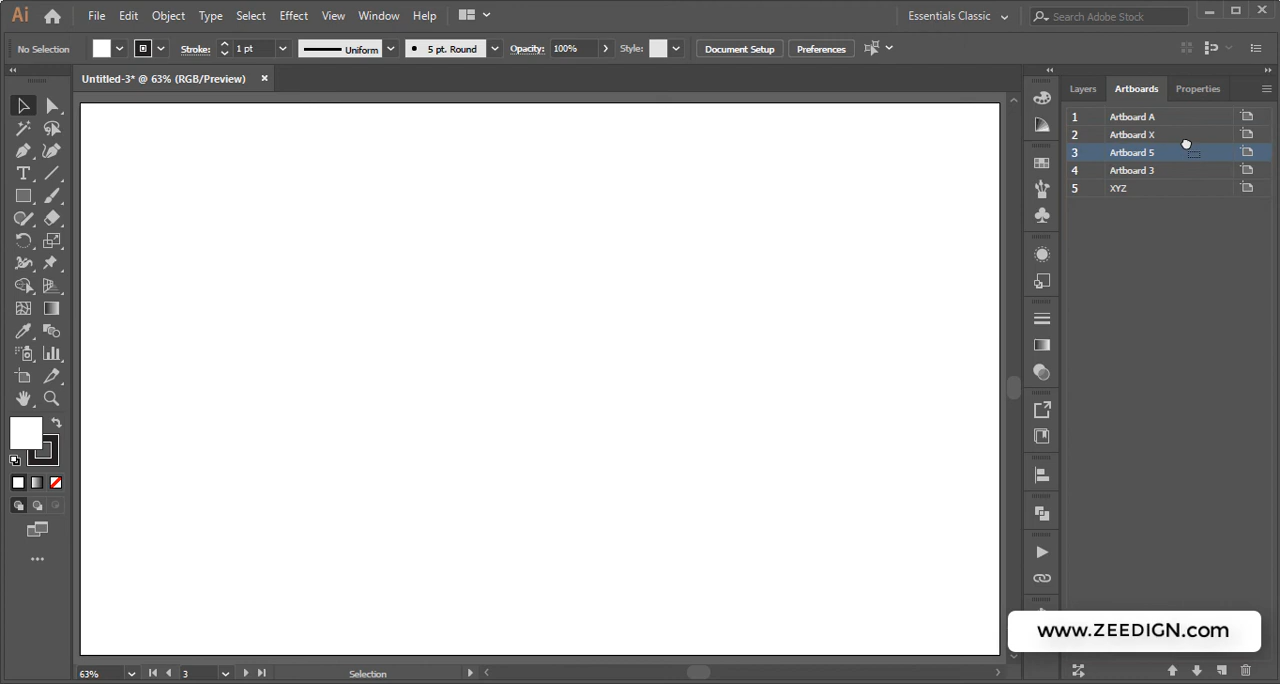 Ai File Edit Object Type Select Effect View Window Help Essentials Classic Search Adobe Stock
No Selection Stroke: 1 pt Uniform 5 pt. Round Opacity: 100% Style: Document Setup Preferences
Untitled-3* @ 63% (RGB/Preview)
Layers Artboards Properties
1 Artboard A
2 Artboard X
3 Artboard 5
4 Artboard 3
5 XYZ
www.ZEEDIGN.com
63% 3 Selection